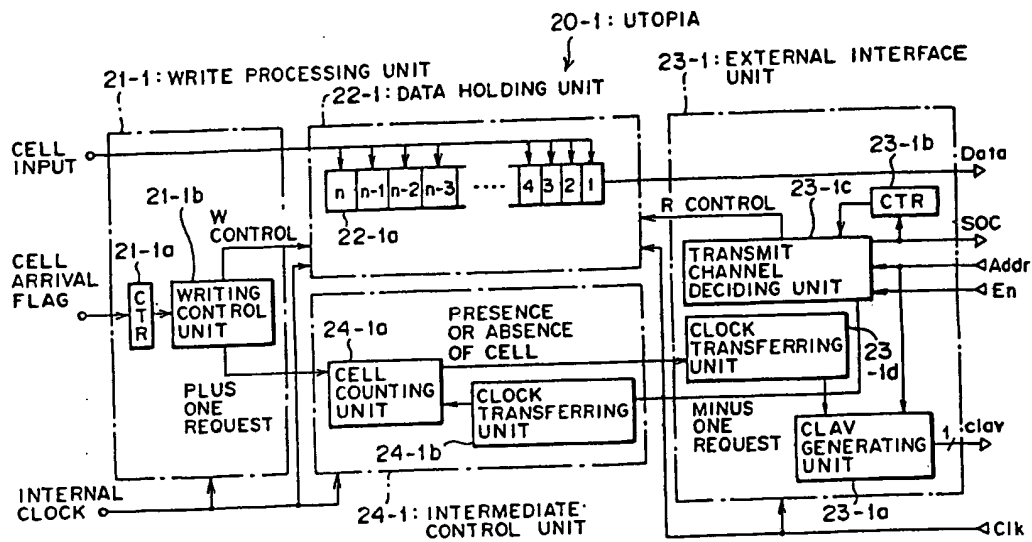 20-1: UTOPIA
21-1: WRITE PROCESSING UNIT
22-1: DATA HOLDING UNIT
23-1: EXTERNAL INTERFACE
UNIT
CELL
INPUT
n
n-1
n-2
n-3
.....
4
3
2
1
22-1a
Data
23-1b
23-1c
CTR
SOC
R CONTROL
TRANSMIT
CHANNEL
DECIDING UNIT
Addr
En
21-1b
W
CONTROL
21-1a
CELL
ARRIVAL
FLAG
CTR
WRITING
CONTROL
UNIT
PLUS
ONE
REQUEST
24-1a
PRESENCE
OR ABSENCE
OF CELL
CELL
COUNTING
UNIT
CLOCK
TRANSFERRING
UNIT
24-1b
CLOCK
TRANSFERRING
UNIT
23
-1d
MINUS
ONE
REQUEST
CLAV
GENERATING
UNIT
1
clav
23-1a
INTERNAL
CLOCK
24-1: INTERMEDIATE
CONTROL UNIT
Clk